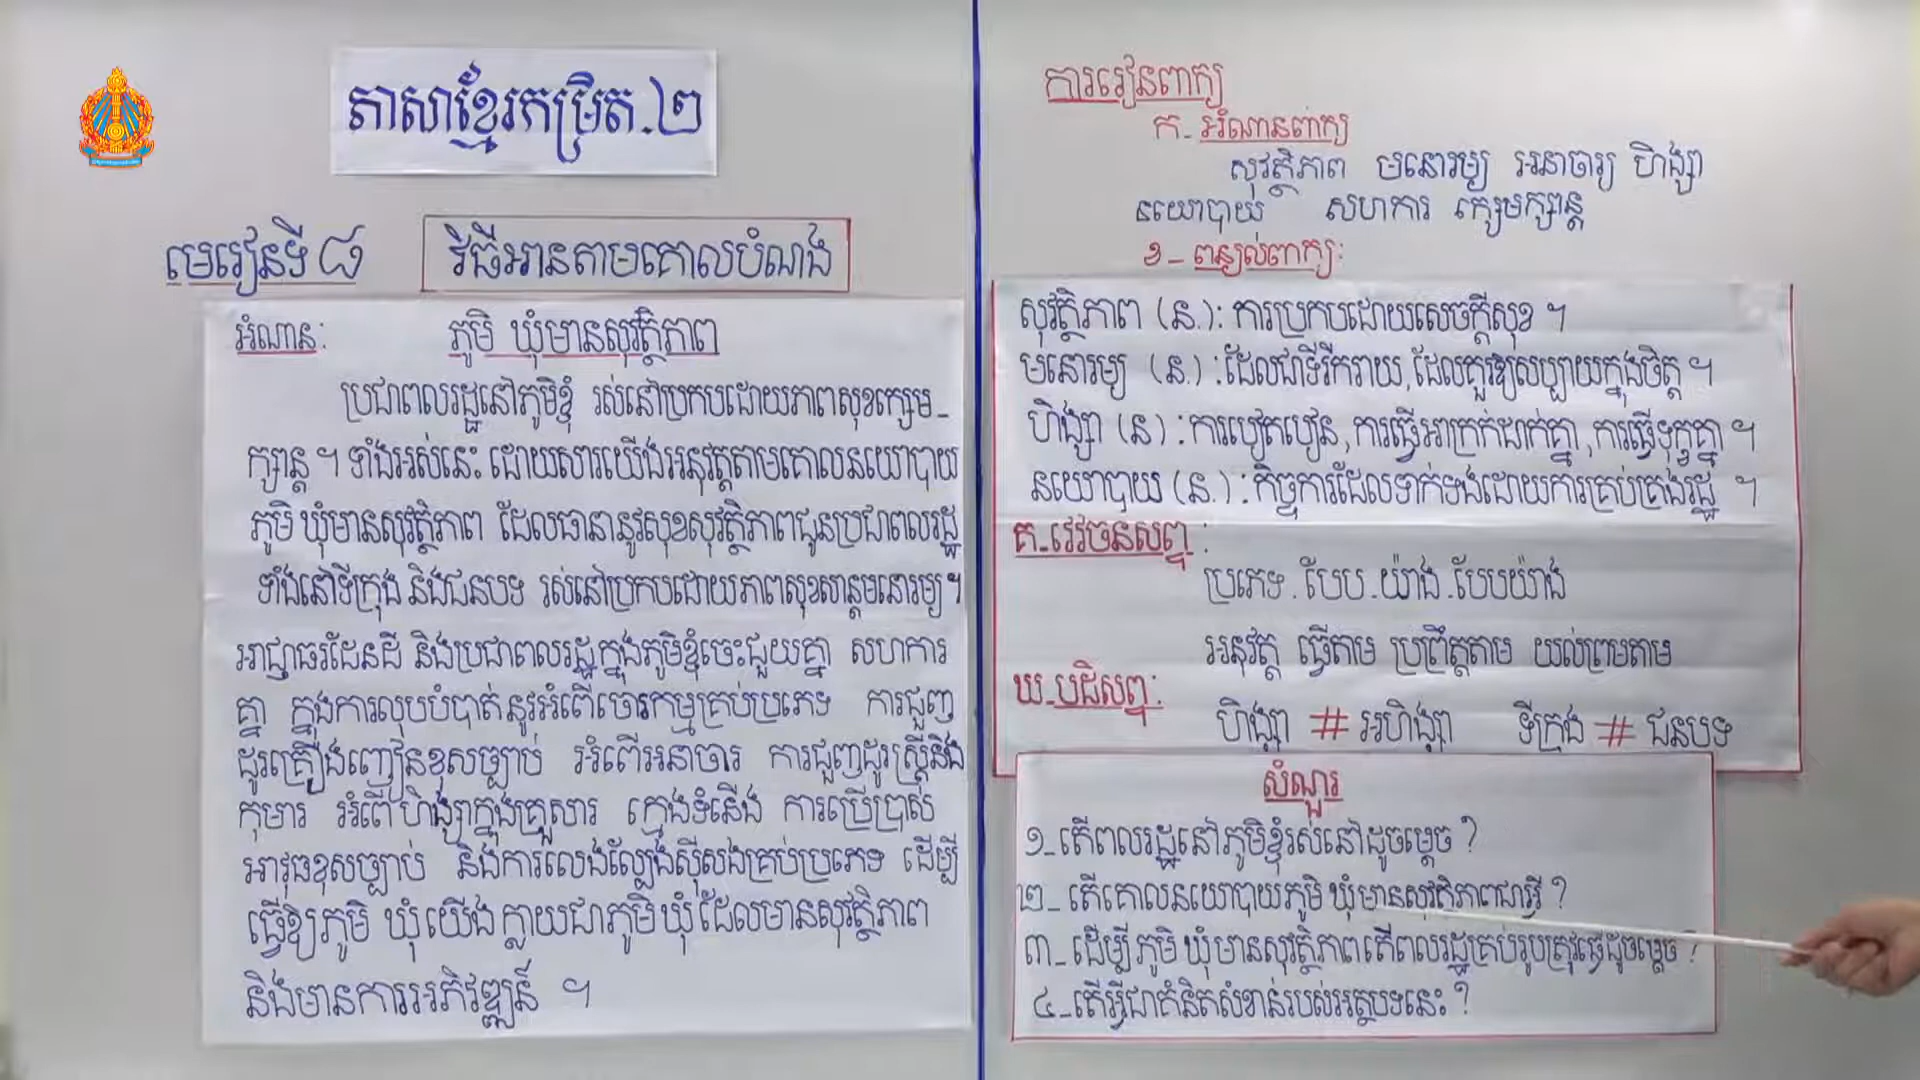 ភាសាខ្មែរកម្រិត.២
មេរៀនទី ៨ វិធីអានតាមគោលបំណង
អំណាន: ភូមិ ឃុំមានសុវត្ថិភាព
ប្រជាពលរដ្ឋនៅភូមិខ្ញុំ រស់នៅប្រកបដោយភាពសុខក្សេម_
ក្សាន្ត ។ ទាំងអស់នេះ ដោយសារយើងអនុវត្តតាមគោលនយោបាយ
ភូមិ ឃុំមានសុវត្ថិភាព ដែលធានានូវសុខសុវត្ថិភាពជូនប្រជាពលរដ្ឋ
ទាំងនៅទីក្រុង និងជនបទ រស់នៅប្រកបដោយភាពសុខសាន្តមនោរម្យ។
អាជ្ញាធរដែនដី និងប្រជាពលរដ្ឋក្នុងភូមិខ្ញុំចេះជួយគ្នា សហការ
គ្នា ក្នុងការលុបបំបាត់នូវអំពើចោរកម្មគ្រប់ប្រភេទ ការជួញ
ដូរគ្រឿងញៀនខុសច្បាប់ អំពើអនាចារ ការជួញដូរស្ត្រីនិង
កុមារ អំពើហិង្សាក្នុងគ្រួសារ ក្មេងទំនើង ការប្រើប្រាស់
អាវុធខុសច្បាប់ និងការលេងល្បែងស៊ីសងគ្រប់ប្រភេទ ដើម្បី
ធ្វើឱ្យភូមិ ឃុំ យើង ក្លាយជាភូមិ ឃុំ ដែលមានសុវត្ថិភាព
និងមានការអភិវឌ្ឍន៍ ។
ការរៀនពាក្យ
ក_ អំណានពាក្យ
សុវត្ថិភាព មនោរម្យ អនាចារ្យ ហិង្សា
នយោបាយ សហការ ក្សេមក្សាន្ត
ខ_ ពន្យល់ពាក្យ:
សុវត្ថិភាព (ន.): ការប្រកបដោយសេចក្ដីសុខ ។
មនោរម្យ (ន.) : ដែលជាទីរីករាយ, ដែលគួរឱ្យសប្បាយក្នុងចិត្ត ។
ហិង្សា (ន) : ការបៀតបៀន, ការធ្វើអាក្រក់ដាក់គ្នា, ការធ្វើទុក្ខគ្នា ។
នយោបាយ (ន.) : កិច្ចការដែលទាក់ទងដោយការគ្រប់គ្រងរដ្ឋ ។
គ_វេវចនសព្ទ :
ប្រភេទ . បែប _យ៉ាង .បែបយ៉ាង
អនុវត្ត ធ្វើតាម ប្រព្រឹត្តតាម យល់ព្រមតាម
ឃ_បដិសព្ទ:
ហិង្សា # អហិង្សា ទីក្រុង # ជនបទ
សំណួរ
១_តើពលរដ្ឋនៅភូមិខ្ញុំរស់នៅដូចម្ដេច ?
២_ តើគោលនយោបាយភូមិ ឃុំមានសុវត្ថិភាពជាអ្វី ?
៣_ដើម្បី ភូមិ ឃុំមានសុវត្ថិភាពតើពលរដ្ឋគ្រប់រូបត្រូវធ្វើដូចម្ដេច ?
៤_តើអ្វីជាគំនិតសំខាន់របស់អត្ថបទនេះ ?